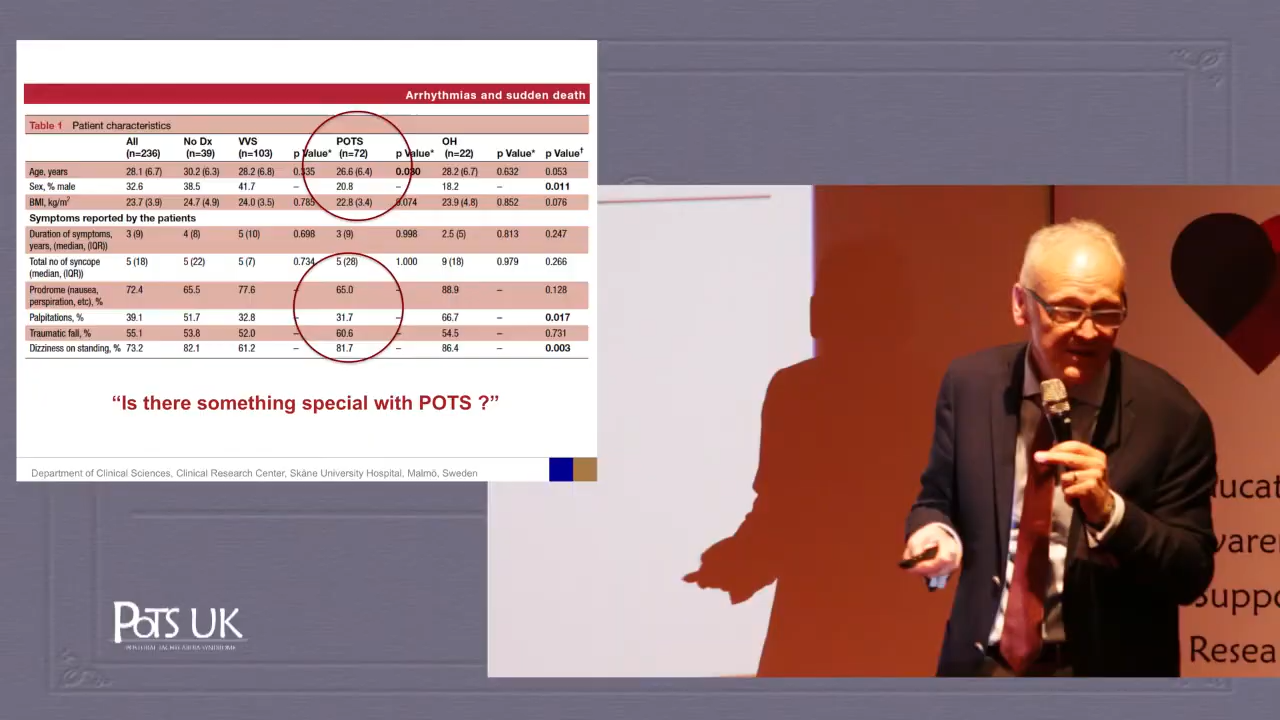 Arrhythmias and sudden death
Table 1 Patient characteristics
All No Dx VVS POTS OH
(n=236) (n=39) (n=103) p Value* (n=72) p Value* (n=22) p Value* p Value†
Age, years 28.1 (6.7) 30.2 (6.3) 28.2 (6.8) 0.335 26.6 (6.4) 0.030 28.2 (6.7) 0.632 0.053
Sex, % male 32.6 38.5 41.7 – 20.8 – 18.2 – 0.011
BMI, kg/m² 23.7 (3.9) 24.7 (4.9) 24.0 (3.5) 0.785 22.8 (3.4) 0.074 23.9 (4.8) 0.852 0.076
Symptoms reported by the patients
Duration of symptoms, 3 (9) 4 (8) 5 (10) 0.698 3 (9) 0.998 2.5 (5) 0.813 0.247
years, (median, (IQR))
Total no of syncope 5 (18) 5 (22) 5 (7) 0.734 5 (28) 1.000 9 (18) 0.979 0.266
(median, (IQR))
Prodrome (nausea, 72.4 65.5 77.6 – 65.0 – 88.9 – 0.128
perspiration, etc), %
Palpitations, % 39.1 51.7 32.8 – 31.7 – 66.7 – 0.017
Traumatic fall, % 55.1 53.8 52.0 – 60.6 – 54.5 – 0.731
Dizziness on standing, % 73.2 82.1 61.2 – 81.7 – 86.4 – 0.003
“Is there something special with POTS ?”
Department of Clinical Sciences, Clinical Research Center, Skåne University Hospital, Malmö, Sweden
PoTS UK